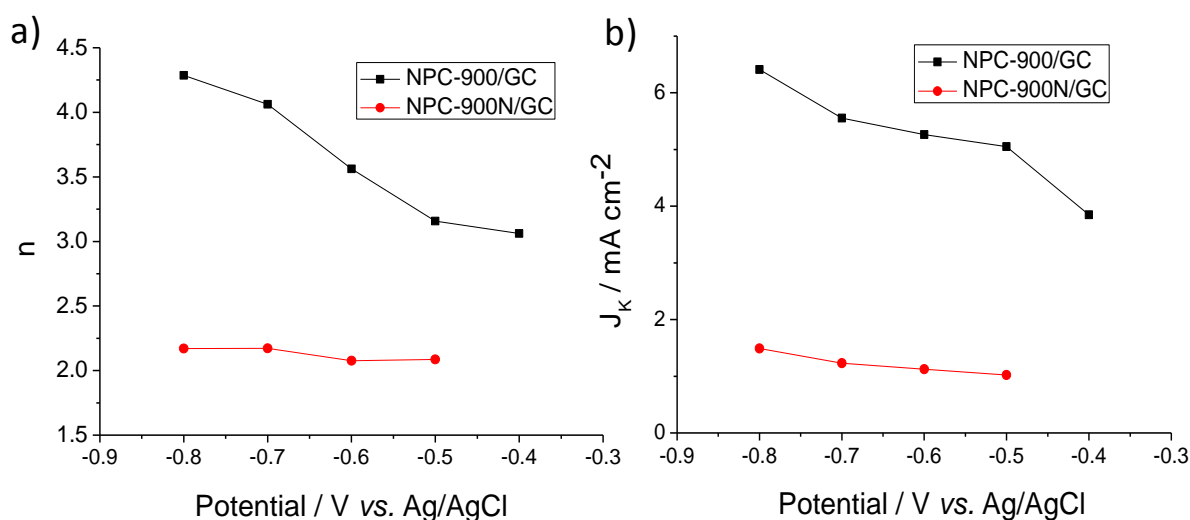 a)
4.5
4.0
3.5
3.0
2.5
2.0
1.5
n
NPC-900/GC
NPC-900N/GC
-0.9 -0.8 -0.7 -0.6 -0.5 -0.4 -0.3
Potential / V vs. Ag/AgCl
b)
6
4
2
0
J_K / mA cm^-2
NPC-900/GC
NPC-900N/GC
-0.9 -0.8 -0.7 -0.6 -0.5 -0.4 -0.3
Potential / V vs. Ag/AgCl